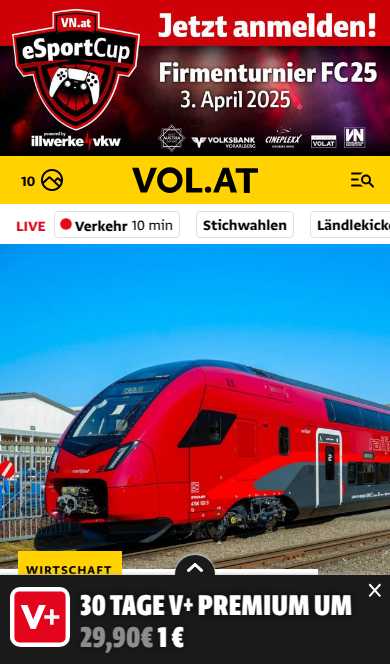 VN.at
eSportCup
Jetzt anmelden!
Firmenturnier FC25
3. April 2025
powered by
illwerke vkw
VOLKSBANK
VORARLBERG
CINEPLEXX
VOL.AT
VN
10
VOL.AT
LIVE
Verkehr 10 min
Stichwahlen
Ländlekick
2
WIRTSCHAFT
V+
30 TAGE V+ PREMIUM UM
29,90€ 1 €